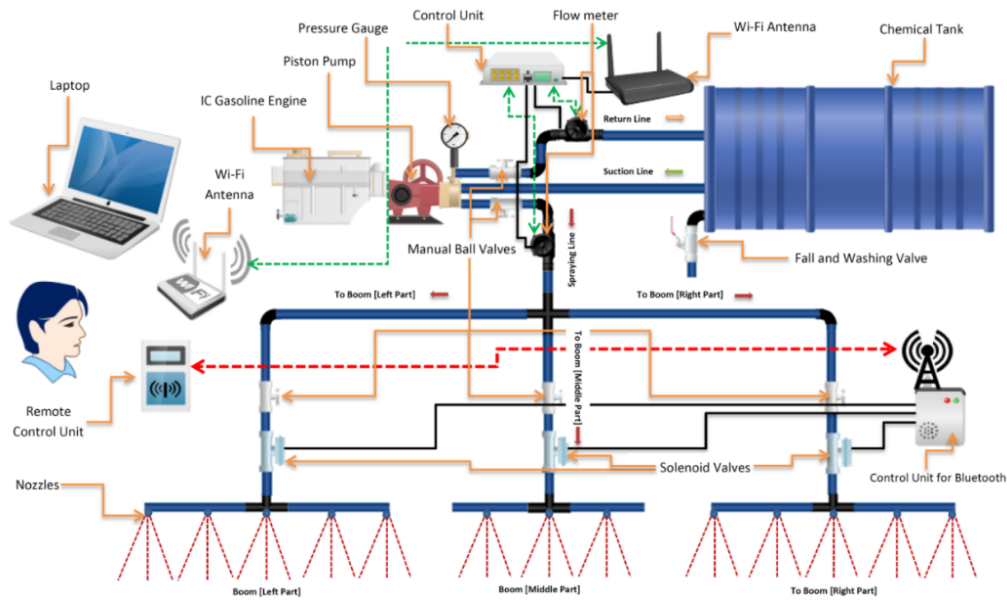 Control Unit
Flow meter
Pressure Gauge
Wi-Fi Antenna
Chemical Tank
Piston Pump
Laptop
IC Gasoline Engine
Return Line
Wi-Fi
Antenna
Suction Line
Manual Ball Valves
Spraying Line
Fall and Washing Valve
WiFi
To Boom [Left Part]
To Boom [Right Part]
To Boom [Middle Part]
Remote
Control Unit
Solenoid Valves
Control Unit for Bluetooth
Nozzles
Boom [Left Part]
Boom [Middle Part]
To Boom [Right Part]